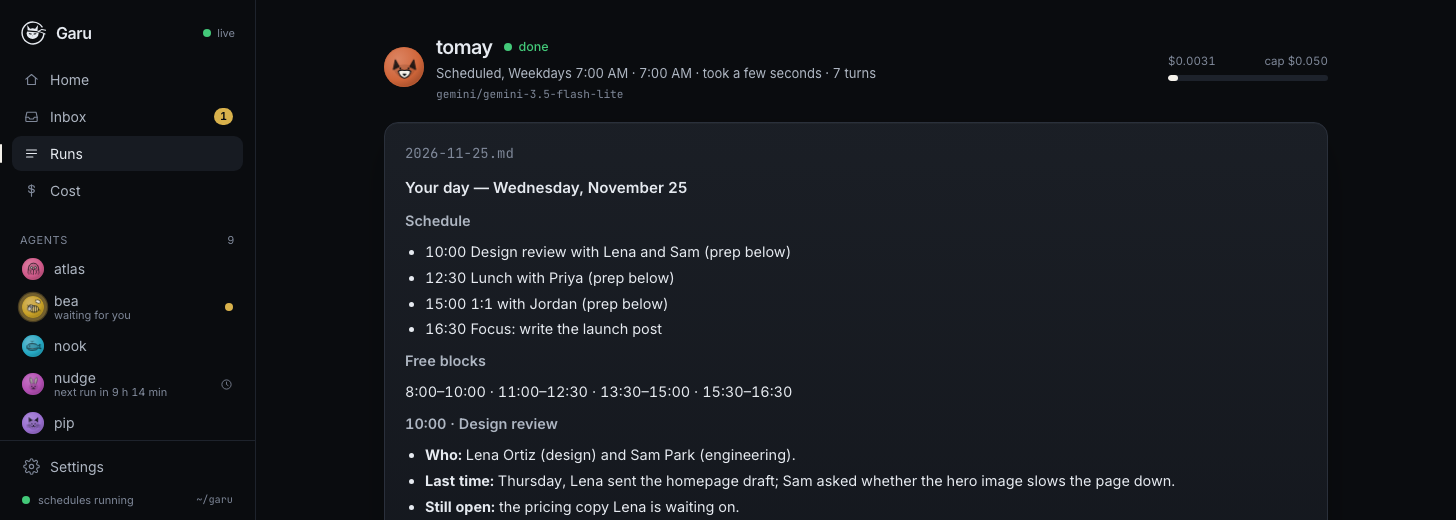 Garu
live
Home
Inbox
1
Runs
Cost
AGENTS
9
atlas
bea
waiting for you
nook
nudge
next run in 9 h 14 min
pip
Settings
schedules running
~/garu
tomay
done
Scheduled, Weekdays 7:00 AM · 7:00 AM · took a few seconds · 7 turns
gemini/gemini-3.5-flash-lite
$0.0031
cap $0.050
2026-11-25.md
Your day — Wednesday, November 25
Schedule
• 10:00 Design review with Lena and Sam (prep below)
• 12:30 Lunch with Priya (prep below)
• 15:00 1:1 with Jordan (prep below)
• 16:30 Focus: write the launch post
Free blocks
8:00–10:00 · 11:00–12:30 · 13:30–15:00 · 15:30–16:30
10:00 · Design review
• Who: Lena Ortiz (design) and Sam Park (engineering).
• Last time: Thursday, Lena sent the homepage draft; Sam asked whether the hero image slows the page down.
• Still open: the pricing copy Lena is waiting on.